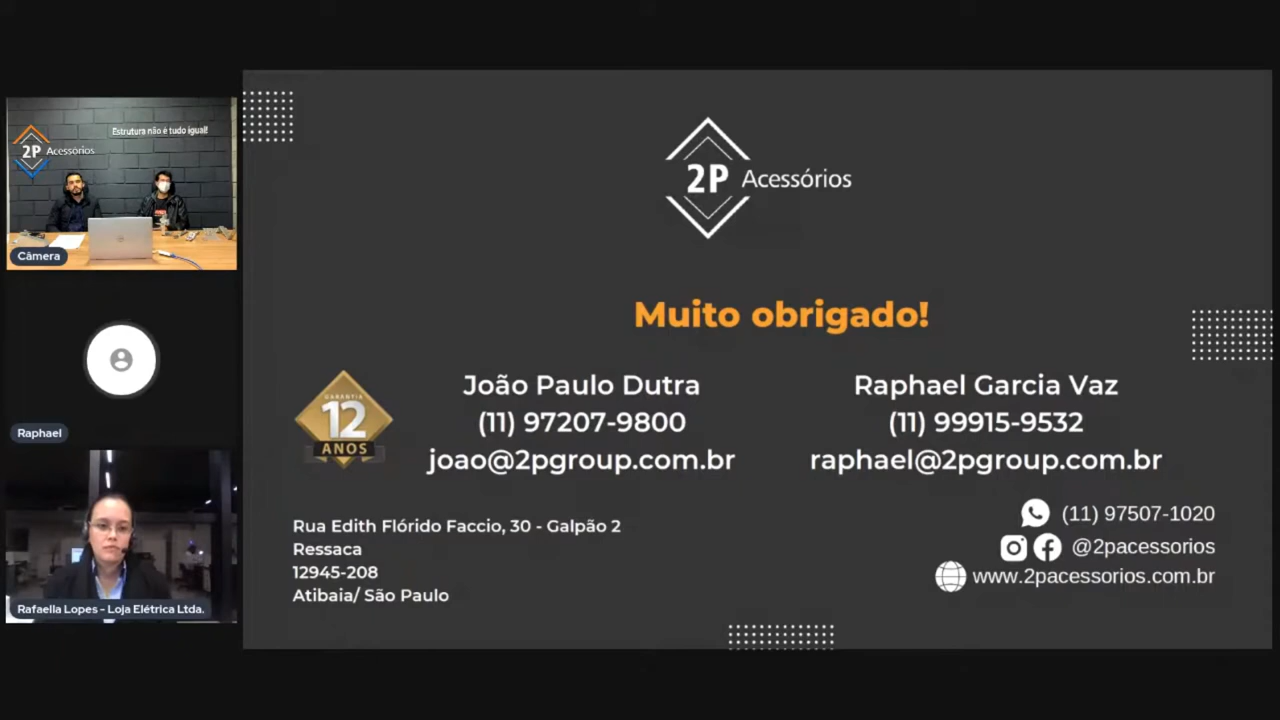 Estrutura não é tudo igual!
2P Acessórios
Câmera
Raphael
Rafaella Lopes - Loja Elétrica Ltda.
2P Acessórios
Muito obrigado!
GARANTIA
12
ANOS
João Paulo Dutra
(11) 97207-9800
joao@2pgroup.com.br
Raphael Garcia Vaz
(11) 99915-9532
raphael@2pgroup.com.br
Rua Edith Flórido Faccio, 30 - Galpão 2
Ressaca
12945-208
Atibaia/ São Paulo
(11) 97507-1020
@2pacessorios
www.2pacessorios.com.br